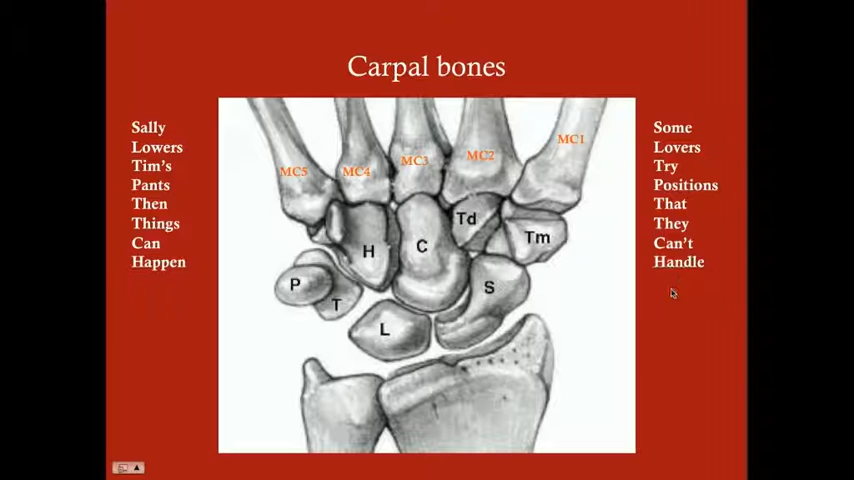 Carpal bones
Sally
Lowers
Tim's
Pants
Then
Things
Can
Happen
MC5
MC4
MC3
MC2
MC1
Td
Tm
H
C
P
T
S
L
Some
Lovers
Try
Positions
That
They
Can't
Handle